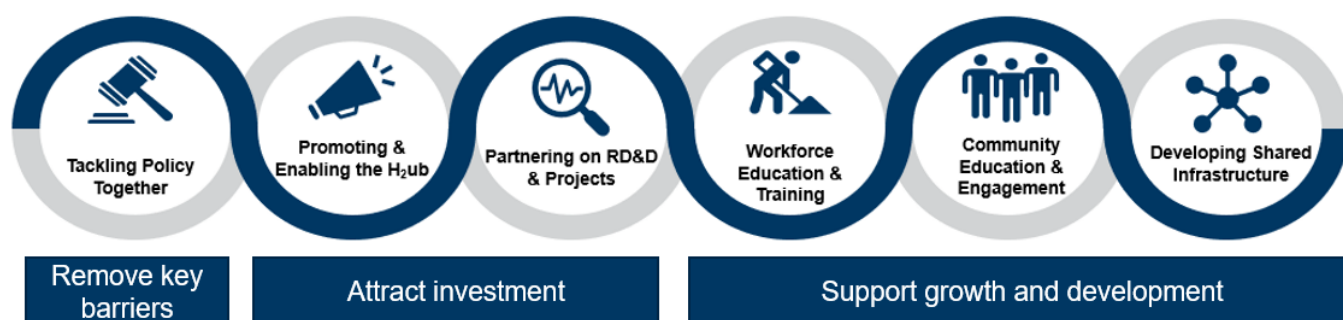 Tackling Policy
Together
Promoting &
Enabling the H₂ub
Partnering on RD&D
& Projects
Workforce
Education &
Training
Community
Education &
Engagement
Developing Shared
Infrastructure
Remove key
barriers
Attract investment
Support growth and development